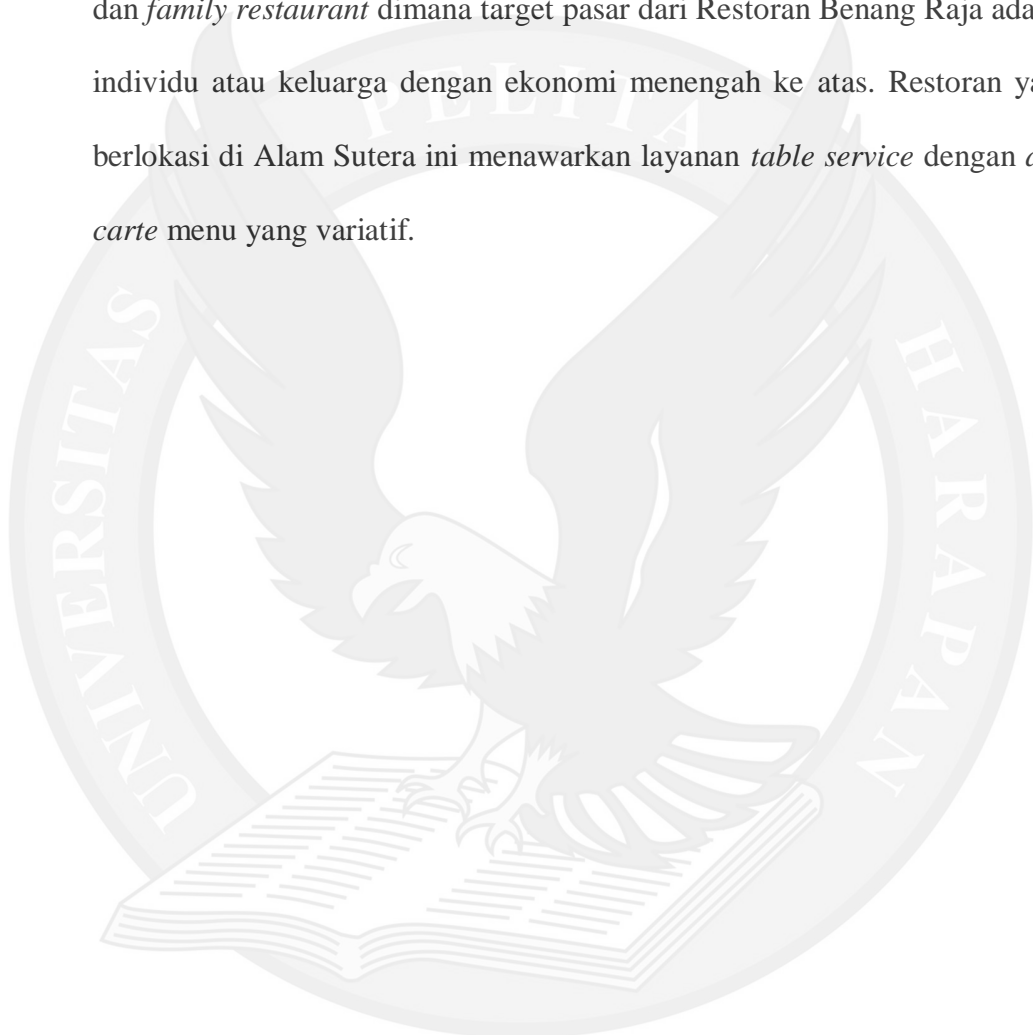 dan family restaurant dimana target pasar dari Restoran Benang Raja ada
individu atau keluarga dengan ekonomi menengah ke atas. Restoran ya
berlokasi di Alam Sutera ini menawarkan layanan table service dengan a
carte menu yang variatif.
UNIVERSITAS PELITA HARAPAN